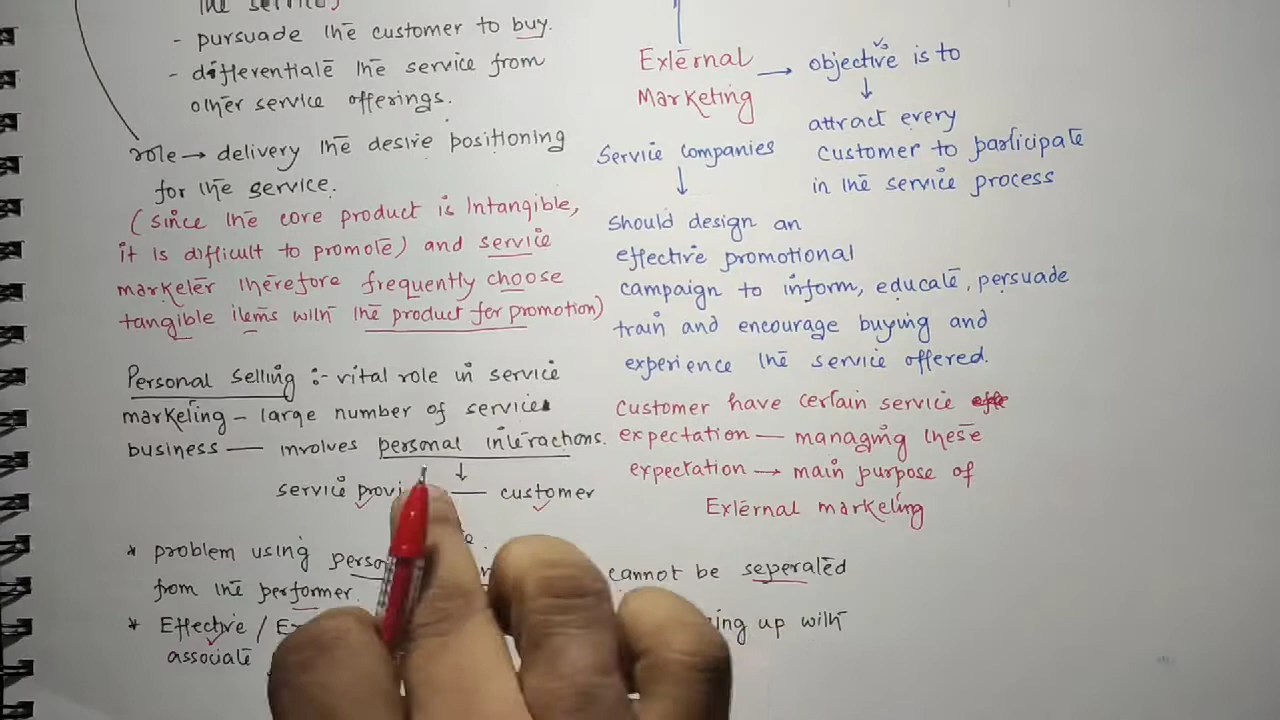 the service
- pursuade the customer to buy.
- differentiate the service from
other service offerings.
role → delivery the desire positioning
for the service.
(since the core product is Intangible,
it is difficult to promote) and service
marketer therefore frequently choose
tangible items with the product for promotion)
Personal selling :- vital role in service
marketing - large number of service
business — involves personal interactions.
service — customer
* problem using
from the performer.
* Effective /
associate
External
Marketing → objective is to
attract every
customer to participate
in the service process
Service companies
should design an
effective promotional
campaign to inform, educate, persuade
train and encourage buying and
experience the service offered.
Customer have certain service
expectation — managing these
expectation → main purpose of
External marketing
cannot be seperated
up with